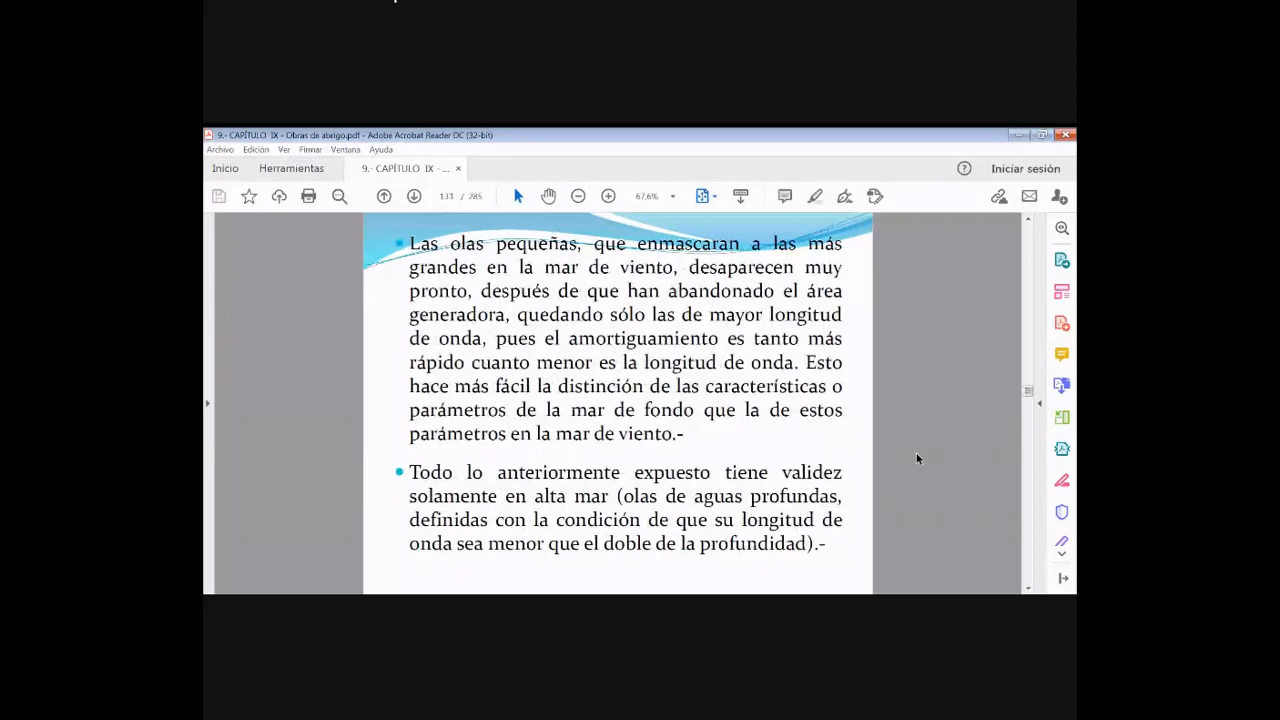 9.- CAPÍTULO IX - Obras de abrigo.pdf - Adobe Acrobat Reader DC (32-bit)
Archivo Edición Ver Firmar Ventana Ayuda
Inicio Herramientas 9.- CAPÍTULO IX - ... × Iniciar sesión
133 / 285 67,6%
Las olas pequeñas, que enmascaran a las más
grandes en la mar de viento, desaparecen muy
pronto, después de que han abandonado el área
generadora, quedando sólo las de mayor longitud
de onda, pues el amortiguamiento es tanto más
rápido cuanto menor es la longitud de onda. Esto
hace más fácil la distinción de las características o
parámetros de la mar de fondo que la de estos
parámetros en la mar de viento.-
Todo lo anteriormente expuesto tiene validez
solamente en alta mar (olas de aguas profundas,
definidas con la condición de que su longitud de
onda sea menor que el doble de la profundidad).-